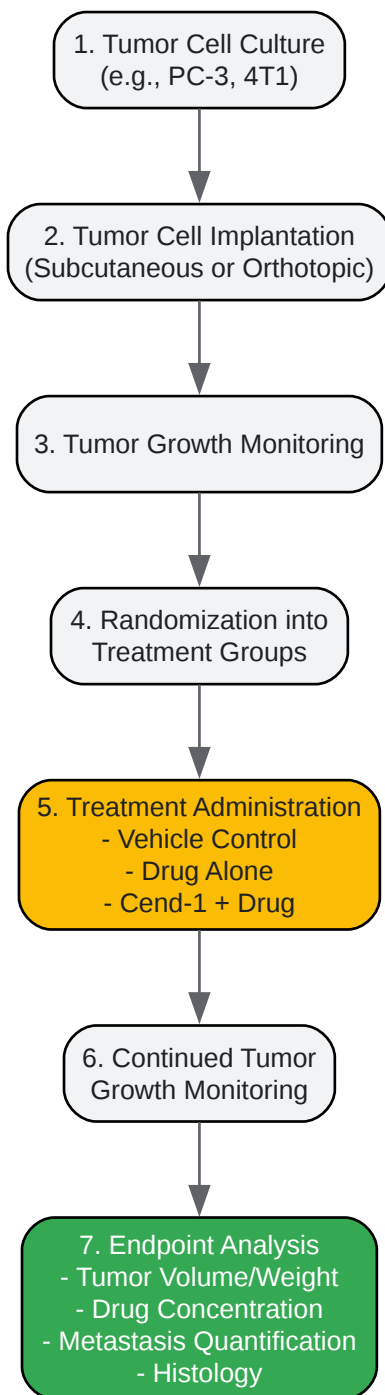 1. Tumor Cell Culture
(e.g., PC-3, 4T1)
2. Tumor Cell Implantation
(Subcutaneous or Orthotopic)
3. Tumor Growth Monitoring
4. Randomization into
Treatment Groups
5. Treatment Administration
- Vehicle Control
- Drug Alone
- Cend-1 + Drug
6. Continued Tumor
Growth Monitoring
7. Endpoint Analysis
- Tumor Volume/Weight
- Drug Concentration
- Metastasis Quantification
- Histology